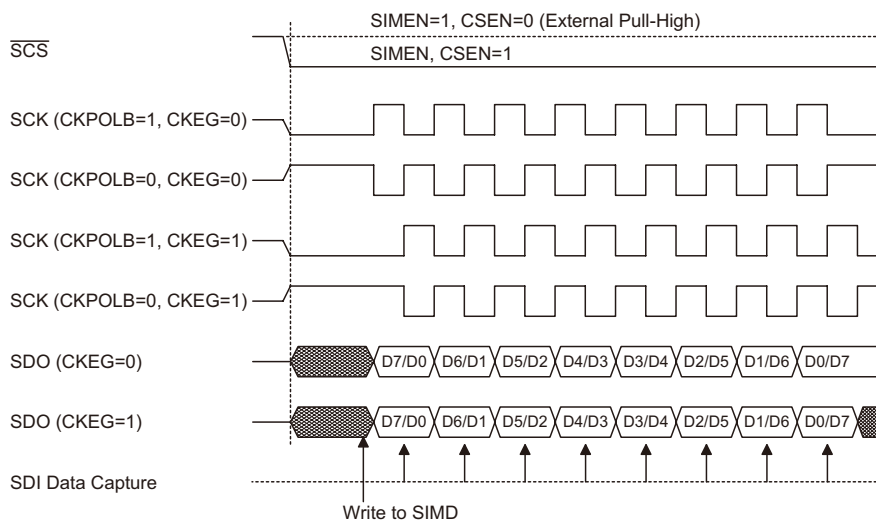 SIMEN=1, CSEN=0 (External Pull-High)
SCS
SIMEN, CSEN=1
SCK (CKPOLB=1, CKEG=0)
SCK (CKPOLB=0, CKEG=0)
SCK (CKPOLB=1, CKEG=1)
SCK (CKPOLB=0, CKEG=1)
SDO (CKEG=0) D7/D0 D6/D1 D5/D2 D4/D3 D3/D4 D2/D5 D1/D6 D0/D7
SDO (CKEG=1) D7/D0 D6/D1 D5/D2 D4/D3 D3/D4 D2/D5 D1/D6 D0/D7
SDI Data Capture
Write to SIMD